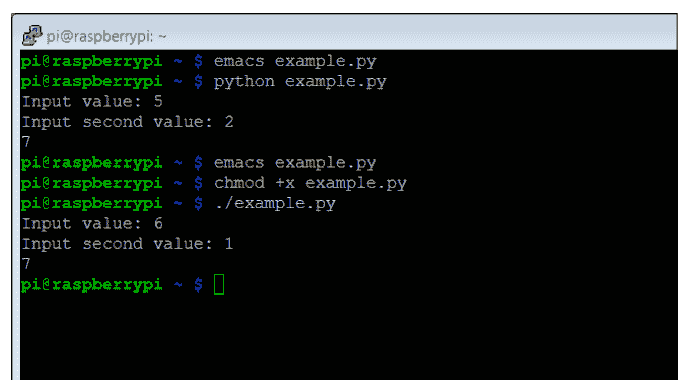 pi@raspberrypi: ~
pi@raspberrypi ~ $ emacs example.py
pi@raspberrypi ~ $ python example.py
Input value: 5
Input second value: 2
7
pi@raspberrypi ~ $ emacs example.py
pi@raspberrypi ~ $ chmod +x example.py
pi@raspberrypi ~ $ ./example.py
Input value: 6
Input second value: 1
7
pi@raspberrypi ~ $